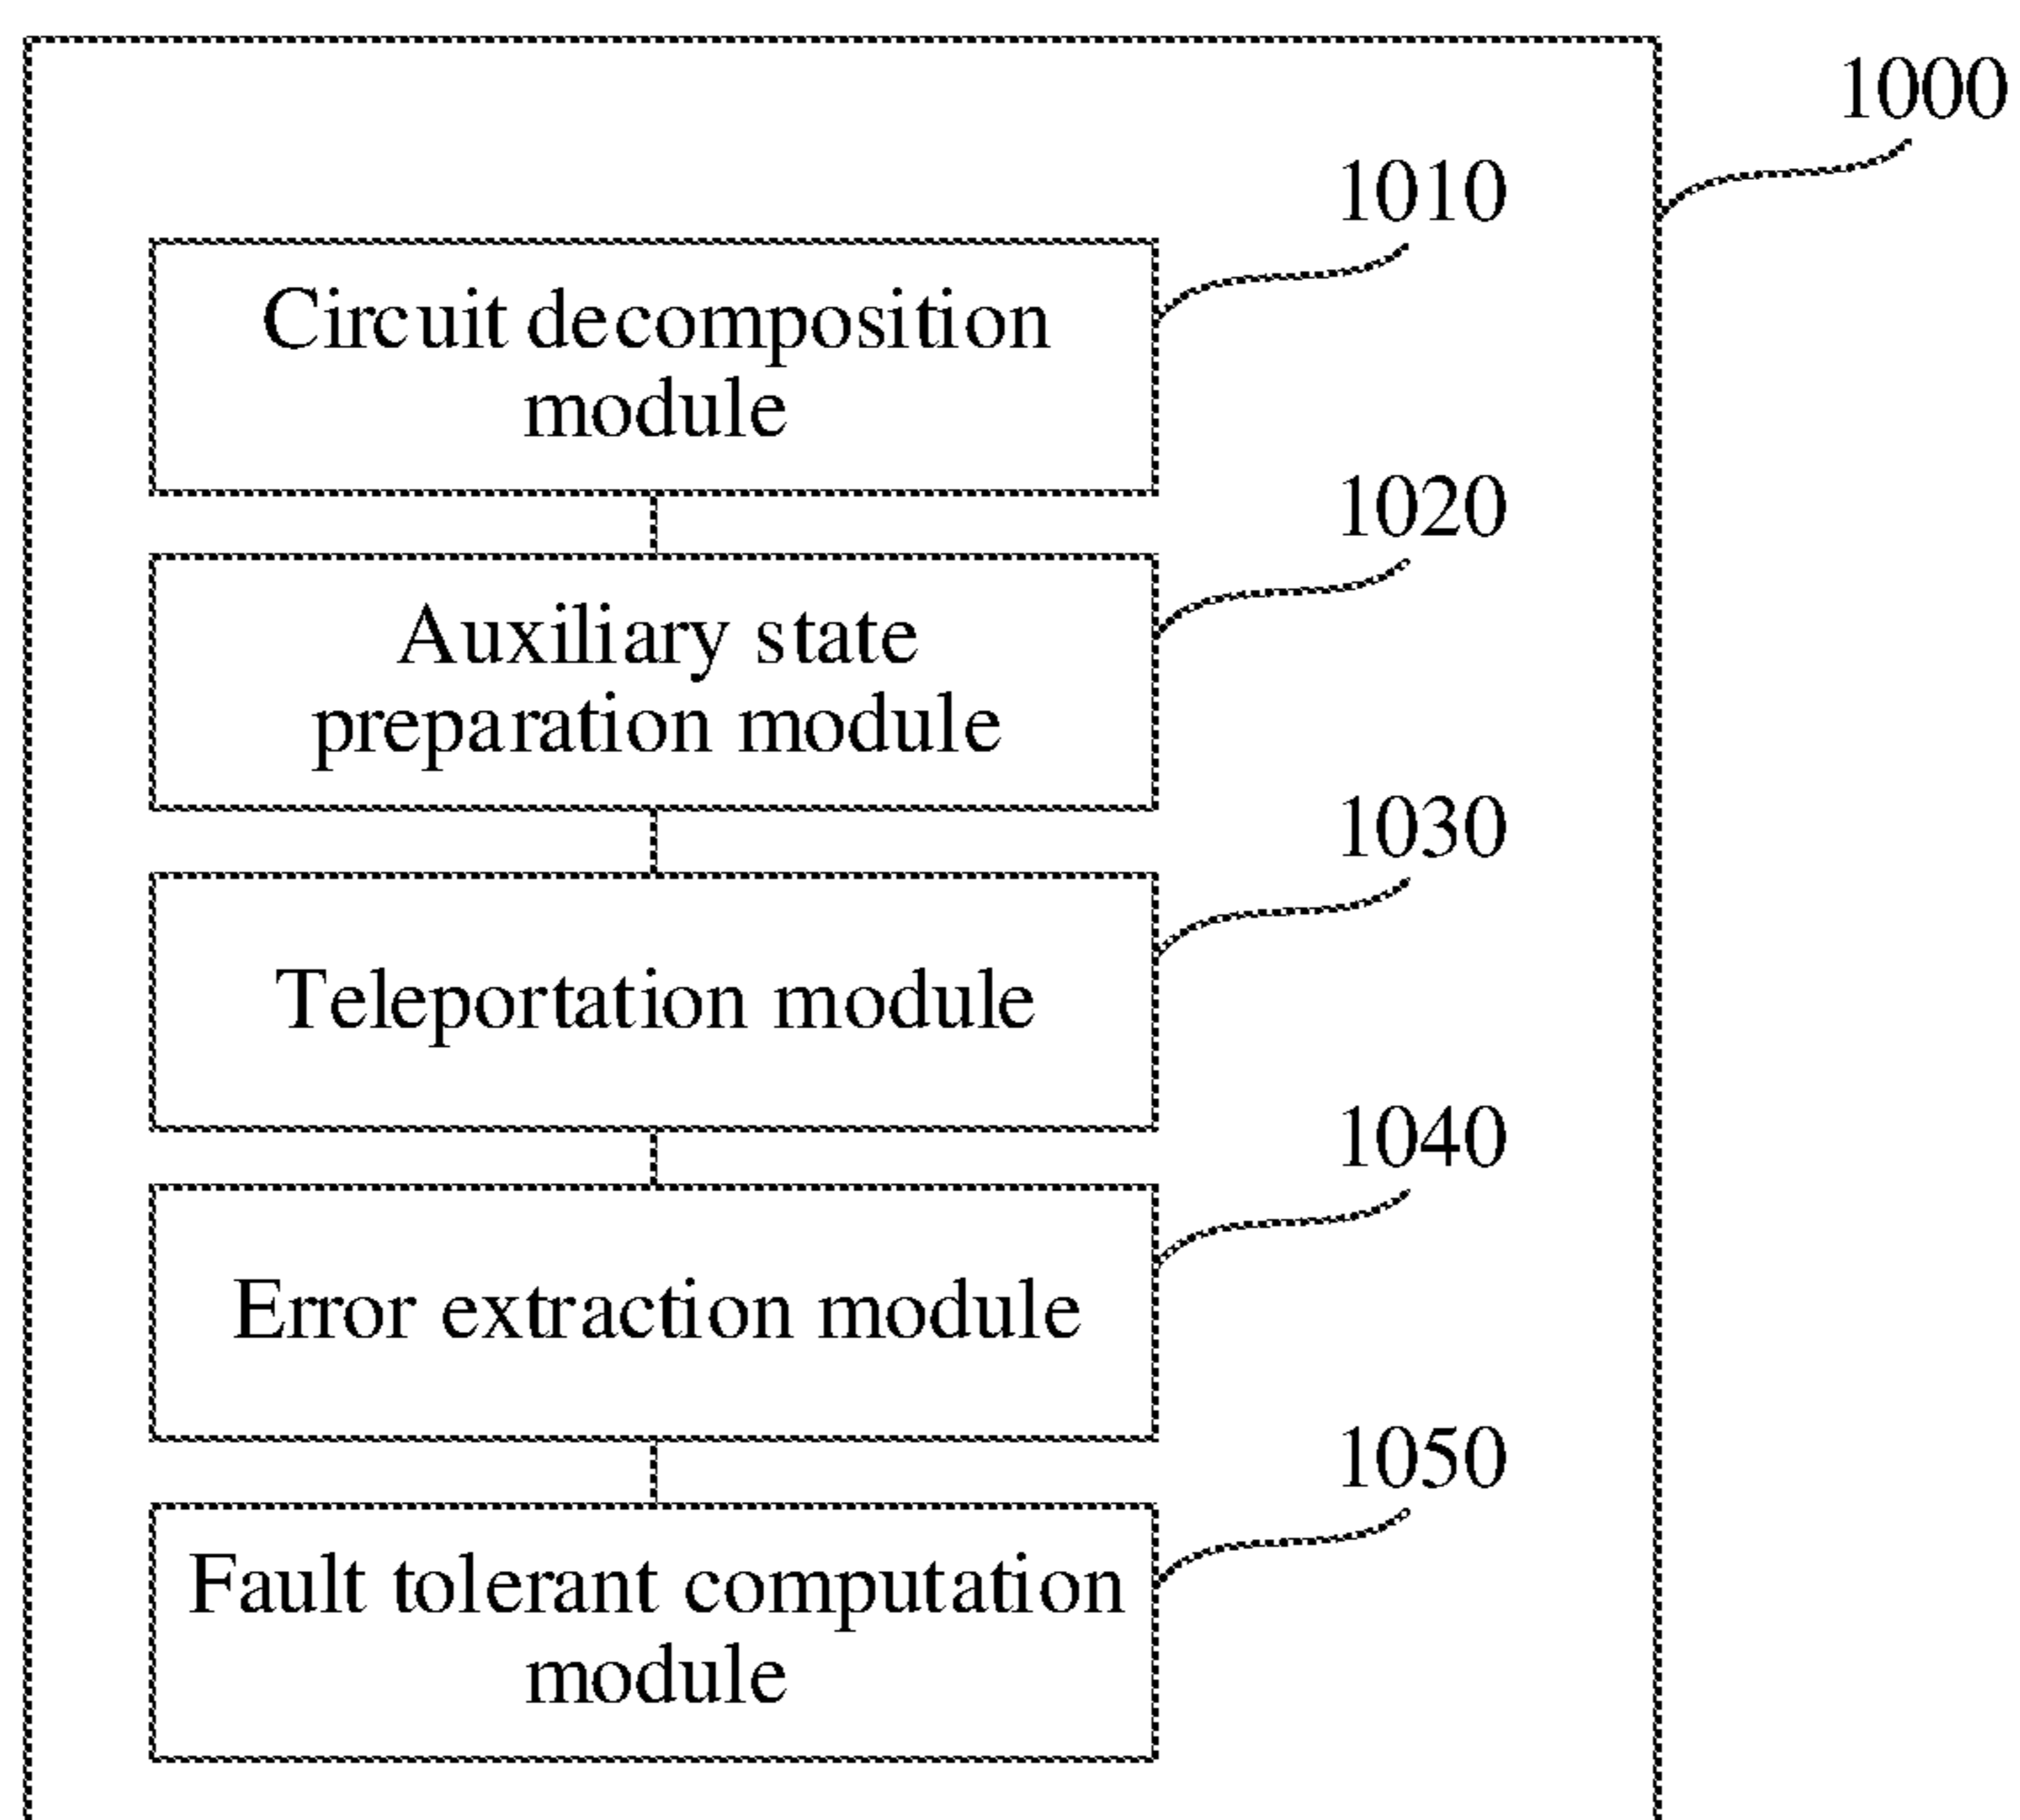 1000
1010
Circuit decomposition
module
1020
Auxiliary state
preparation module
1030
Teleportation module
1040
Error extraction module
1050
Fault tolerant computation
module